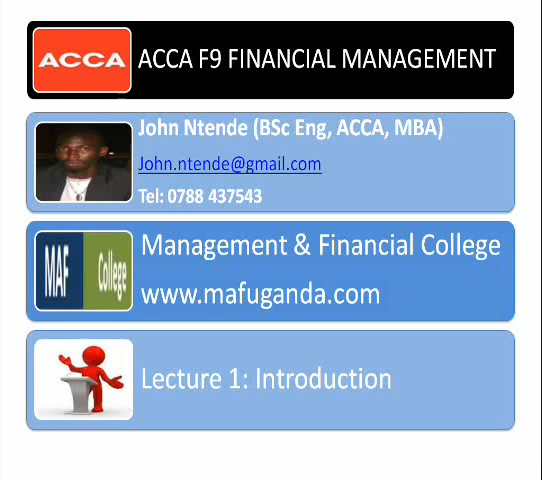 ACCA
ACCA F9 FINANCIAL MANAGEMENT
John Ntende (BSc Eng, ACCA, MBA)
John.ntende@gmail.com
Tel: 0788 437543
MAF College
Management & Financial College
www.mafuganda.com
Lecture 1: Introduction